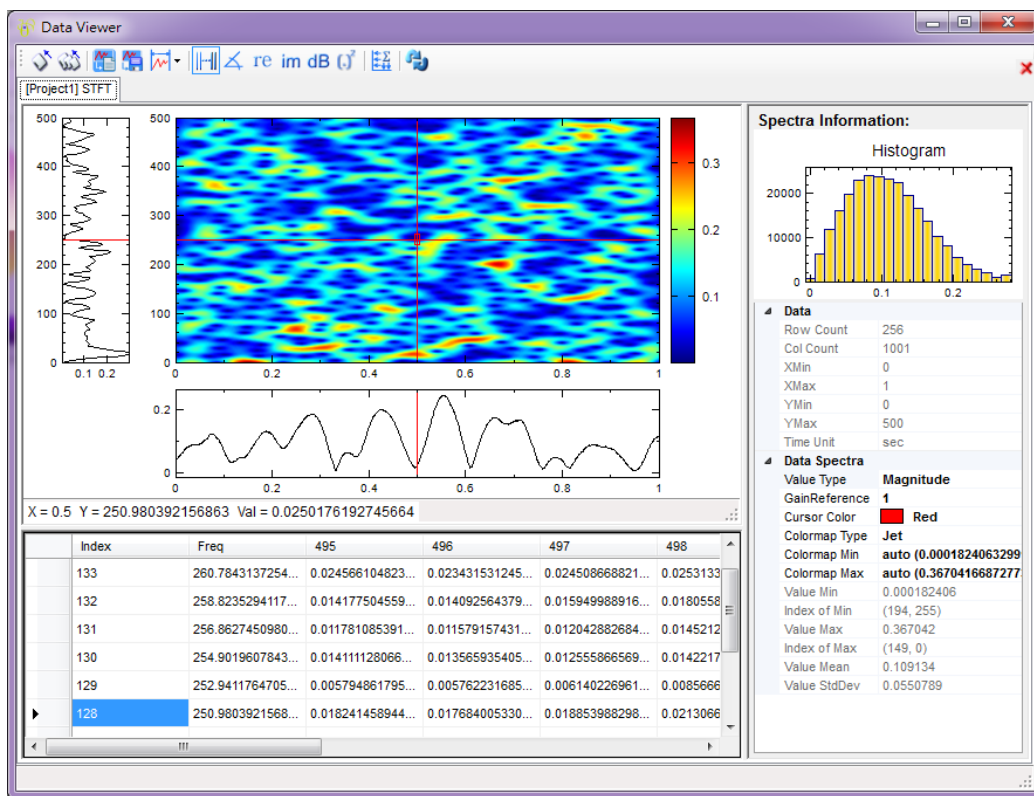 Data Viewer
re im dB (.)²
[Project1] STFT
500
400
300
200
100
0
0.1 0.2
500
400
300
200
100
0
0 0.2 0.4 0.6 0.8 1
0.3
0.2
0.1
0.2
0
0 0.2 0.4 0.6 0.8 1
X = 0.5 Y = 250.980392156863 Val = 0.0250176192745664
Index Freq 495 496 497 498
133 260.7843137254... 0.024566104823... 0.023431531245... 0.024508668821... 0.0253133
132 258.8235294117... 0.014177504559... 0.014092564379... 0.015949988916... 0.0180558
131 256.8627450980... 0.011781085391... 0.011579157431... 0.012042882684... 0.0145212
130 254.9019607843... 0.014111128066... 0.013565935405... 0.012555866569... 0.0142217
129 252.9411764705... 0.005794861795... 0.005762231685... 0.006140226961... 0.0085666
128 250.9803921568... 0.018241458944... 0.017684005330... 0.018853988298... 0.0213066
Spectra Information:
Histogram
20000
10000
0
0 0.1 0.2
Data
Row Count 256
Col Count 1001
XMin 0
XMax 1
YMin 0
YMax 500
Time Unit sec
Data Spectra
Value Type Magnitude
GainReference 1
Cursor Color Red
Colormap Type Jet
Colormap Min auto (0.0001824063299
Colormap Max auto (0.3670416687277
Value Min 0.000182406
Index of Min (194, 255)
Value Max 0.367042
Index of Max (149, 0)
Value Mean 0.109134
Value StdDev 0.0550789